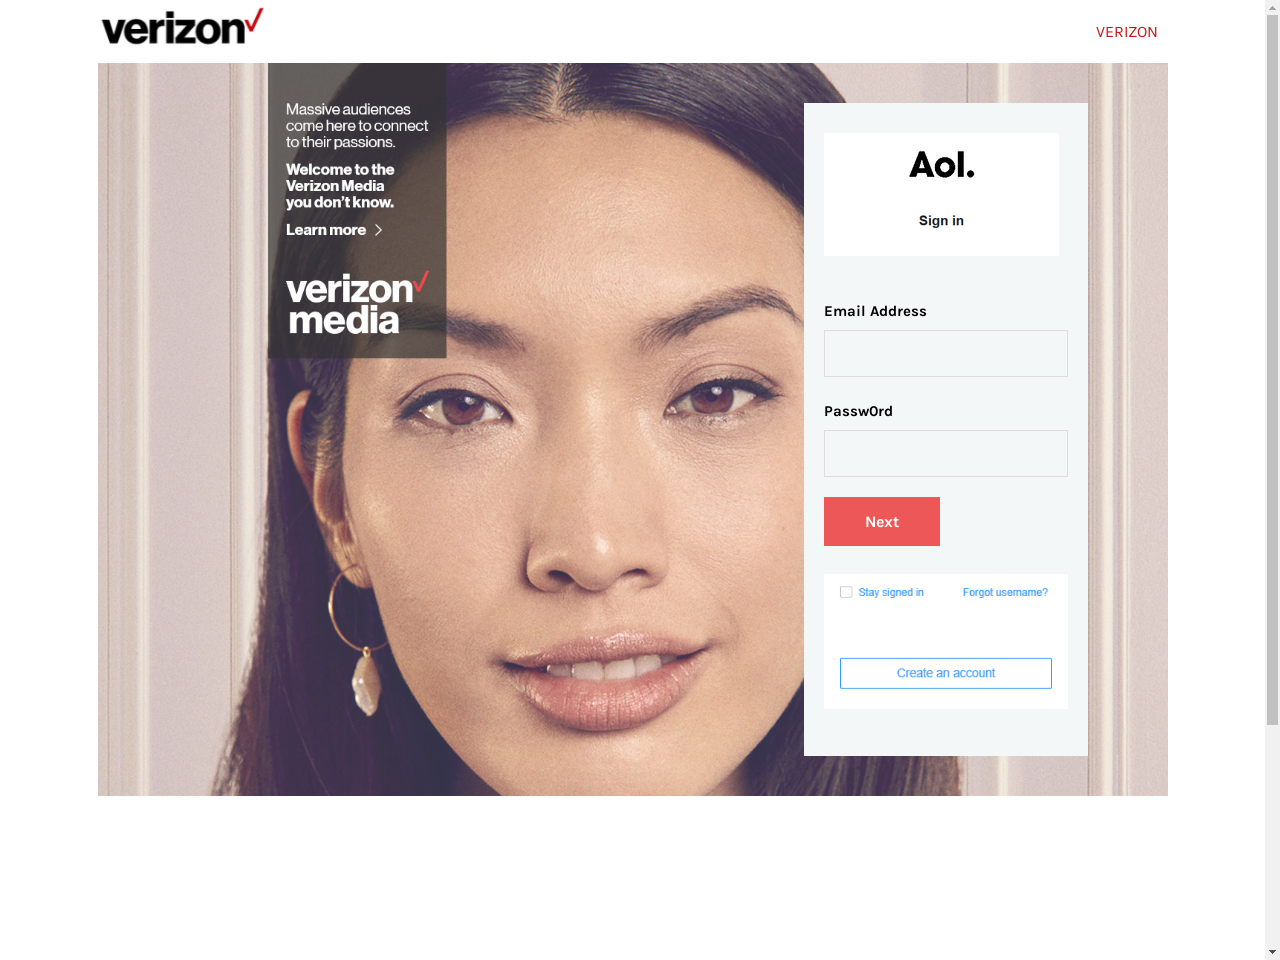 verizon
VERIZON
Massive audiences
come here to connect
to their passions.
Welcome to the
Verizon Media
you don't know.
Learn more >
verizon
media
Aol.
Sign in
Email Address
Passw0rd
Next
Stay signed in
Forgot username?
Create an account